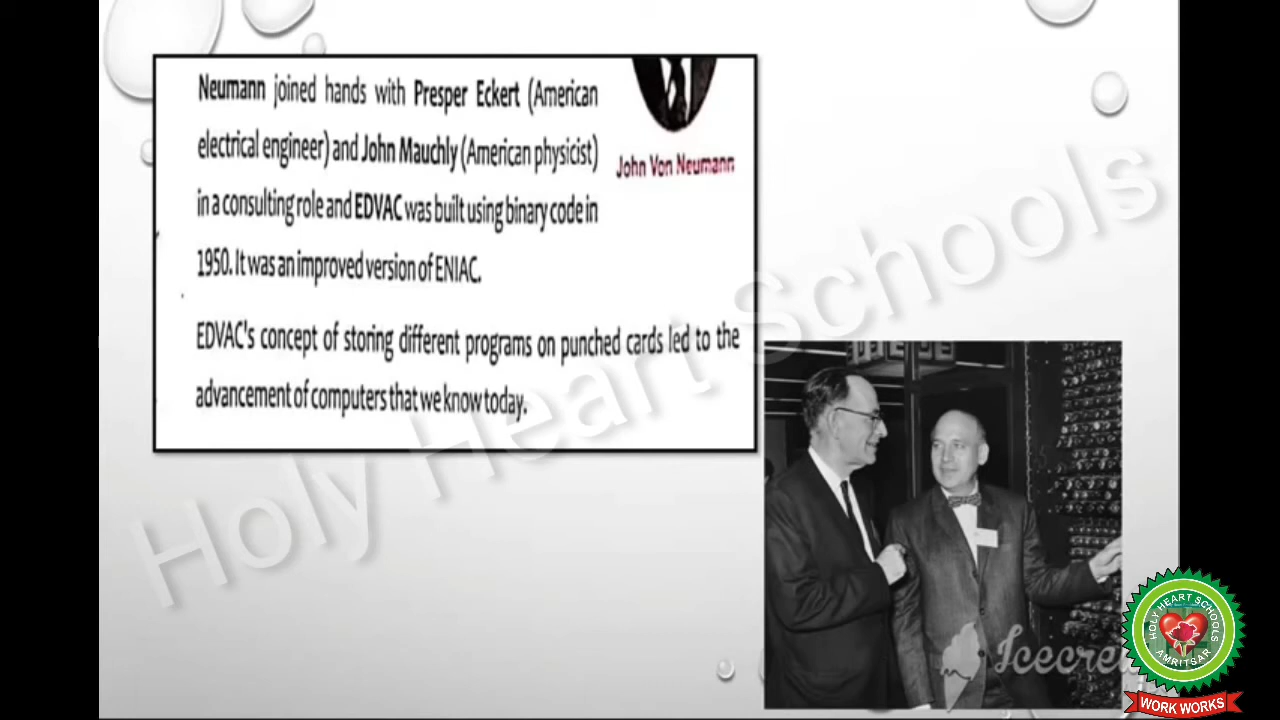 Neumann joined hands with Presper Eckert (American
electrical engineer) and John Mauchly (American physicist)
in a consulting role and EDVAC was built using binary code in
1950. It was an improved version of ENIAC.
John Von Neumann
EDVAC's concept of storing different programs on punched cards led to the
advancement of computers that we know today.
Holy Heart Schools
HOLY HEART SCHOOLS
AMRITSAR
WORK WORKS